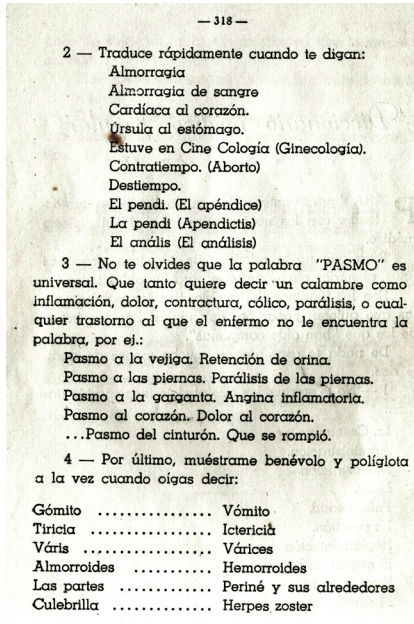 — 318 —
2 — Traduce rápidamente cuando te digan:
Almorragia
Almorragia de sangre
Cardíaca al corazón.
Úrsula al estómago.
Estuve en Cine Cología (Ginecología).
Contratiempo. (Aborto)
Destiempo.
El pendi. (El apéndice)
La pendi (Apendictis)
El anális (El análisis)
3 — No te olvides que la palabra "PASMO" es
universal. Que tanto quiere decir un calambre como
inflamación, dolor, contractura, cólico, parálisis, o cual-
quier trastorno al que el enfermo no le encuentra la
palabra, por ej.:
Pasmo a la vejiga. Retención de orina.
Pasmo a las piernas. Parálisis de las piernas.
Pasmo a la garganta. Angina inflamatoria.
Pasmo al corazón. Dolor al corazón.
...Pasmo del cinturón. Que se rompió.
4 — Por último, muéstrame benévolo y políglota
a la vez cuando oígas decir:
Gómito ............... Vómito
Tiricia ............... Ictericia
Váris ............... Várices
Almorroides ........... Hemorroides
Las partes ............ Periné y sus alrededores
Culebrilla ............. Herpes zoster